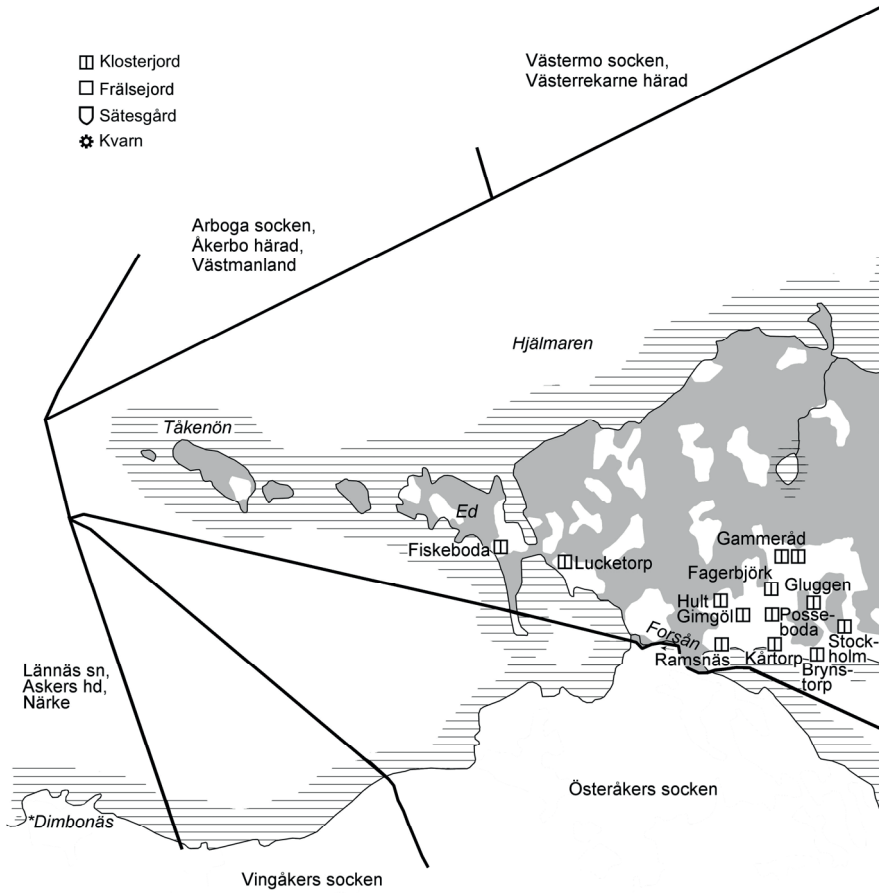 Klosterjord
Frälsejord
Sätesgård
Kvarn
Västermo socken,
Västerrekarne härad
Arboga socken,
Åkerbo härad,
Västmanland
Hjälmaren
Tåkenön
Ed
Fiskeboda
Lucketorp
Gammeråd
Fagerbjörk
Gluggen
Hult
Gimgöl
Posse-
boda
Forsån
Stock-
holm
Ramsnäs
Kårtorp
Bryns-
torp
Lännäs sn,
Askers hd,
Närke
Österåkers socken
*Dimbonäs
Vingåkers socken